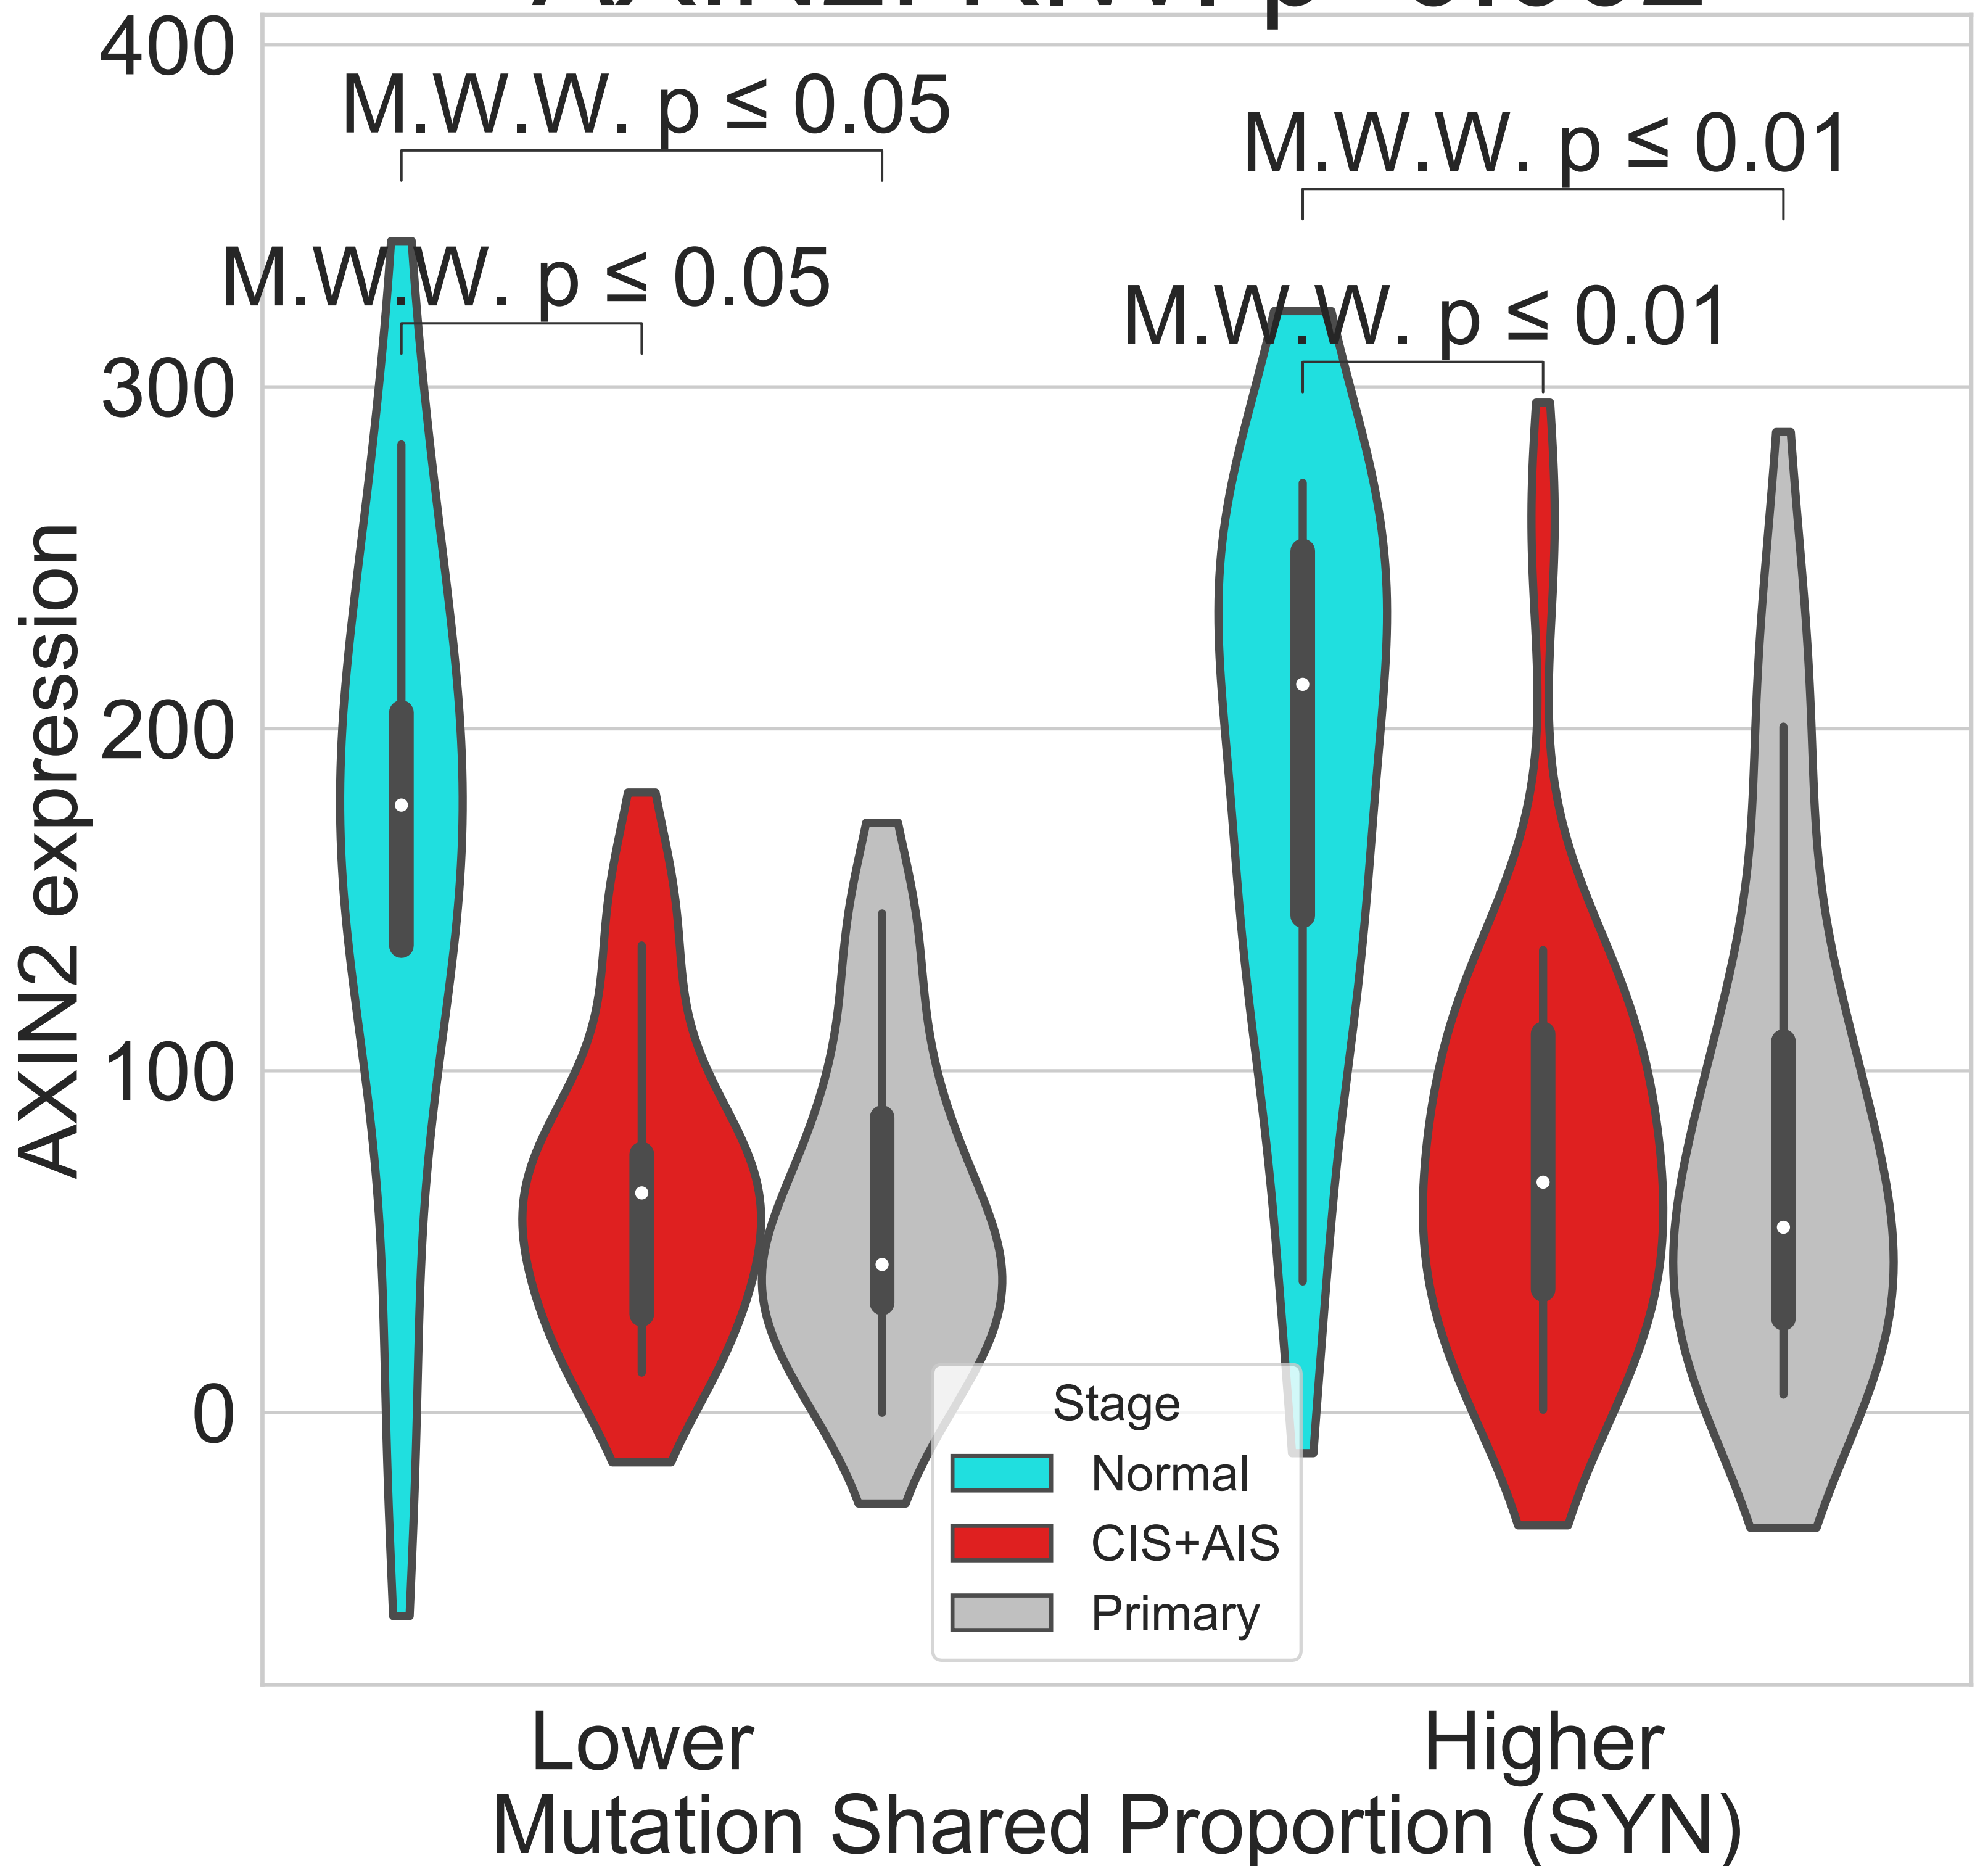 400
M.W.W. p ≤ 0.05
M.W.W. p ≤ 0.01
M.W.W. p ≤ 0.05
M.W.W. p ≤ 0.01
300
200
100
0
AXIN2 expression
Stage
Normal
CIS+AIS
Primary
Lower
Higher
Mutation Shared Proportion (SYN)